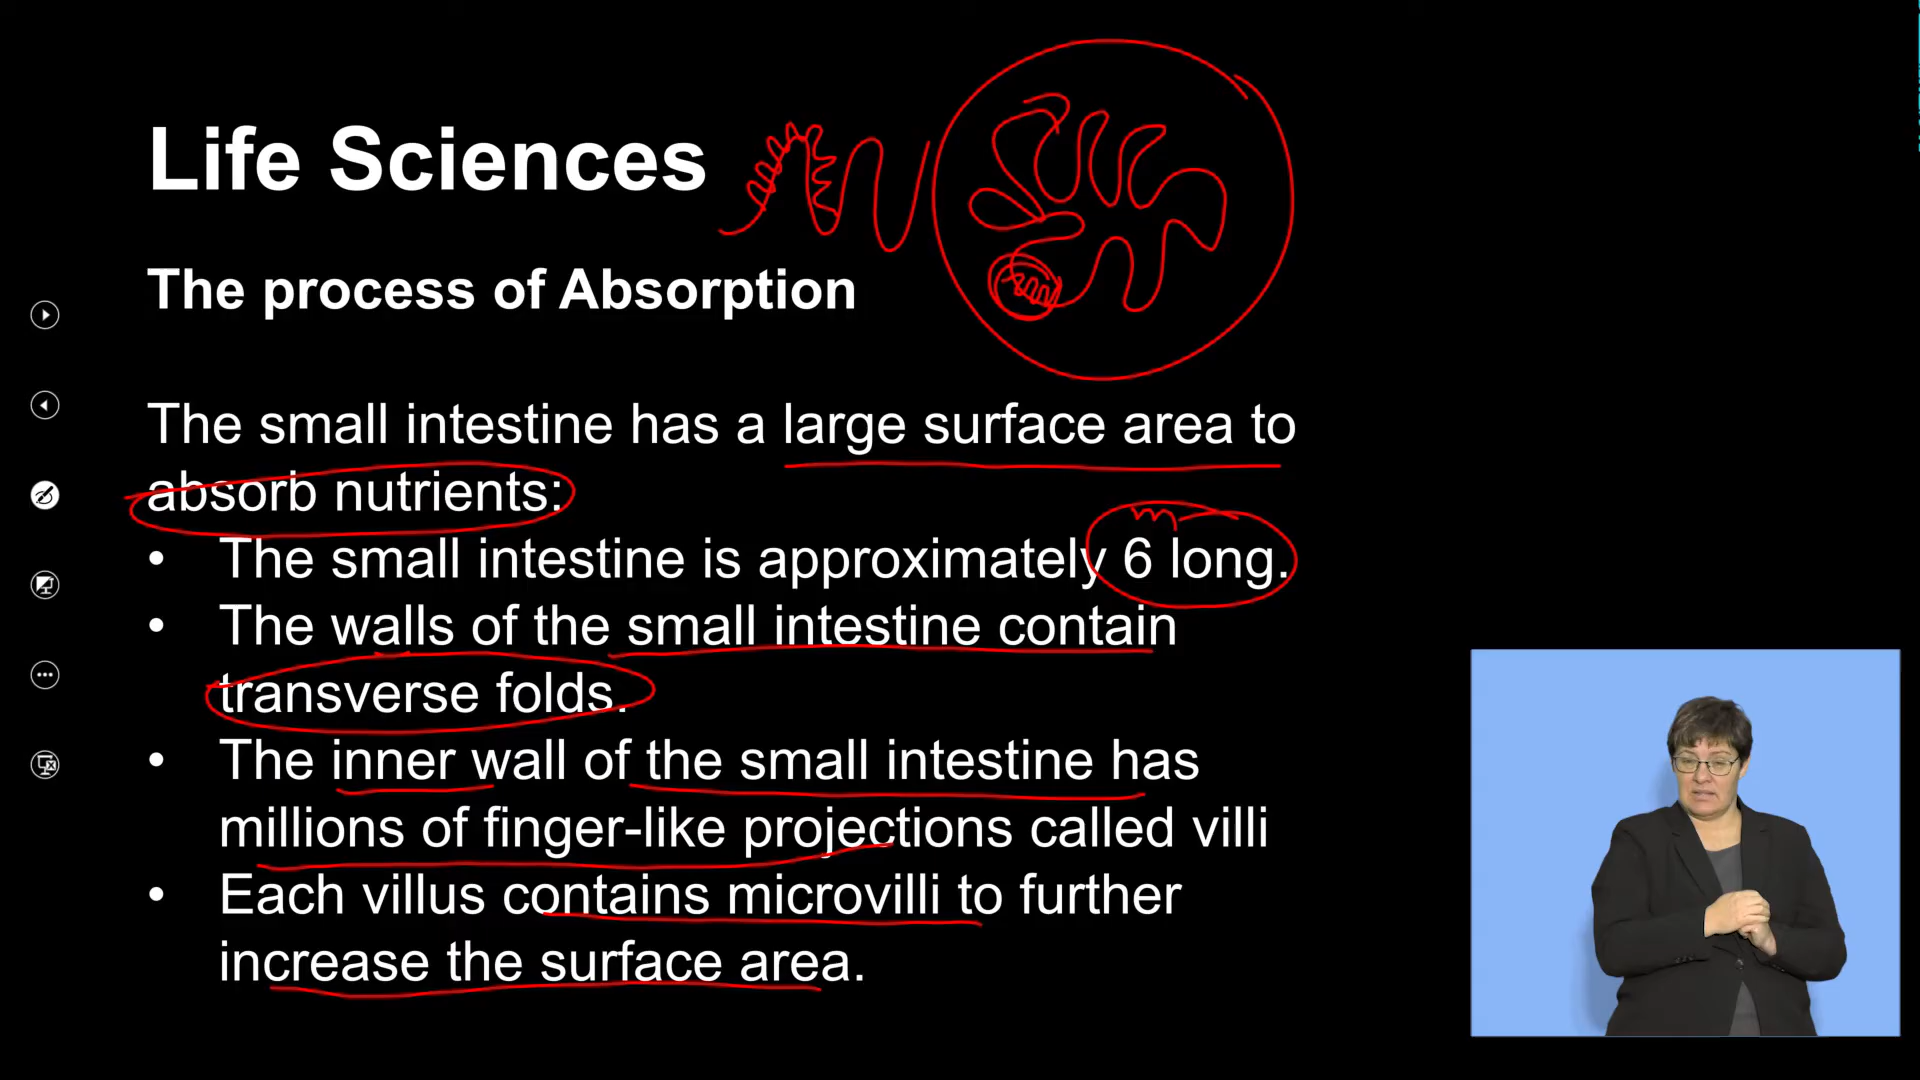 Life Sciences
The process of Absorption
The small intestine has a large surface area to
absorb nutrients:
m
• The small intestine is approximately 6 long.
• The walls of the small intestine contain
transverse folds.
• The inner wall of the small intestine has
millions of finger-like projections called villi
• Each villus contains microvilli to further
increase the surface area.